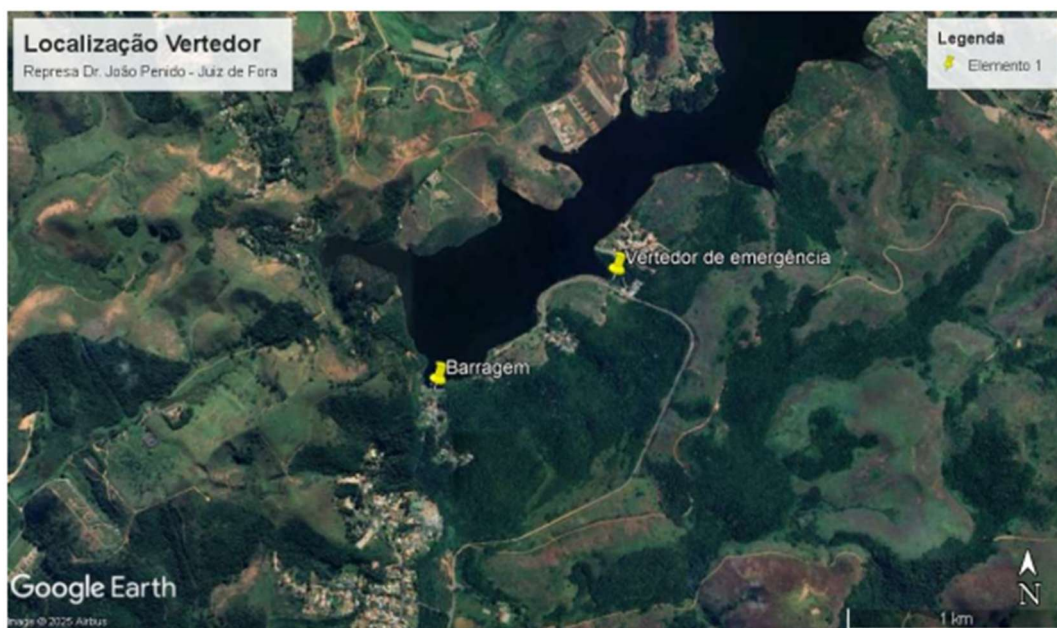 Localização Vertedor
Represa Dr. João Penido - Juiz de Fora
Legenda
Elemento 1
Vertedor de emergência
Barragem
Google Earth
Image © 2025 Airbus
N
1 km